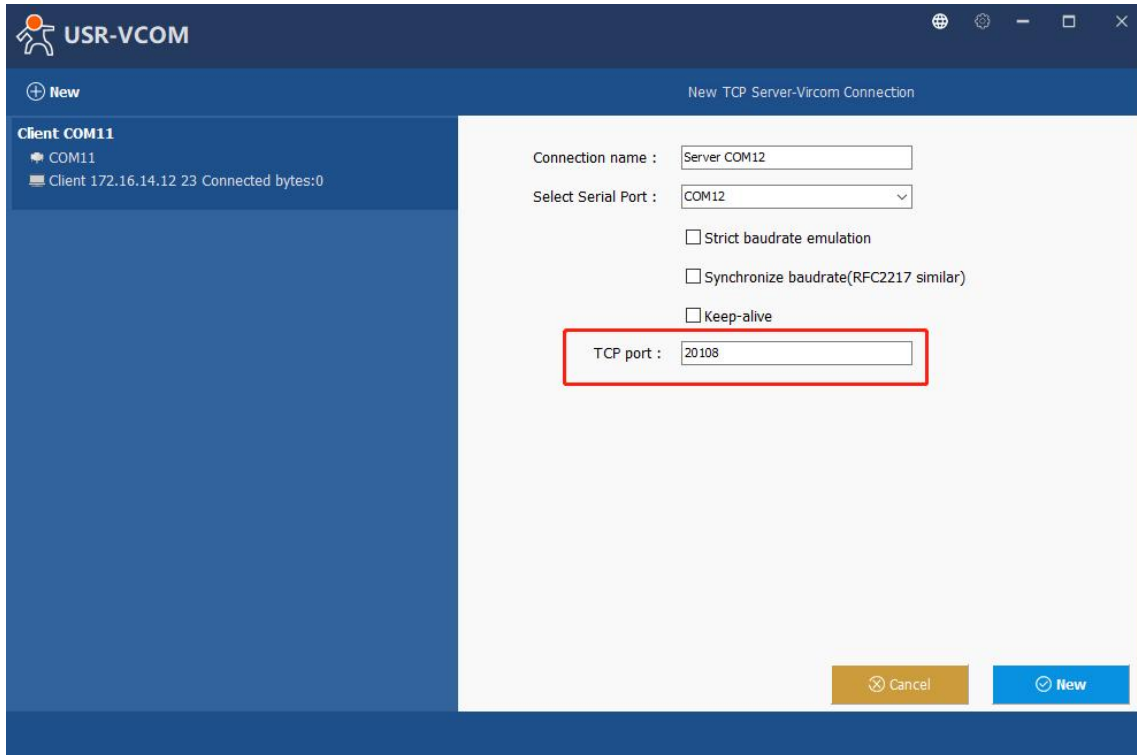 USR-VCOM
New
New TCP Server-Vircom Connection
Client COM11
COM11
Client 172.16.14.12 23 Connected bytes:0
Connection name :
Server COM12
Select Serial Port :
COM12
Strict baudrate emulation
Synchronize baudrate(RFC2217 similar)
Keep-alive
TCP port :
20108
Cancel
New